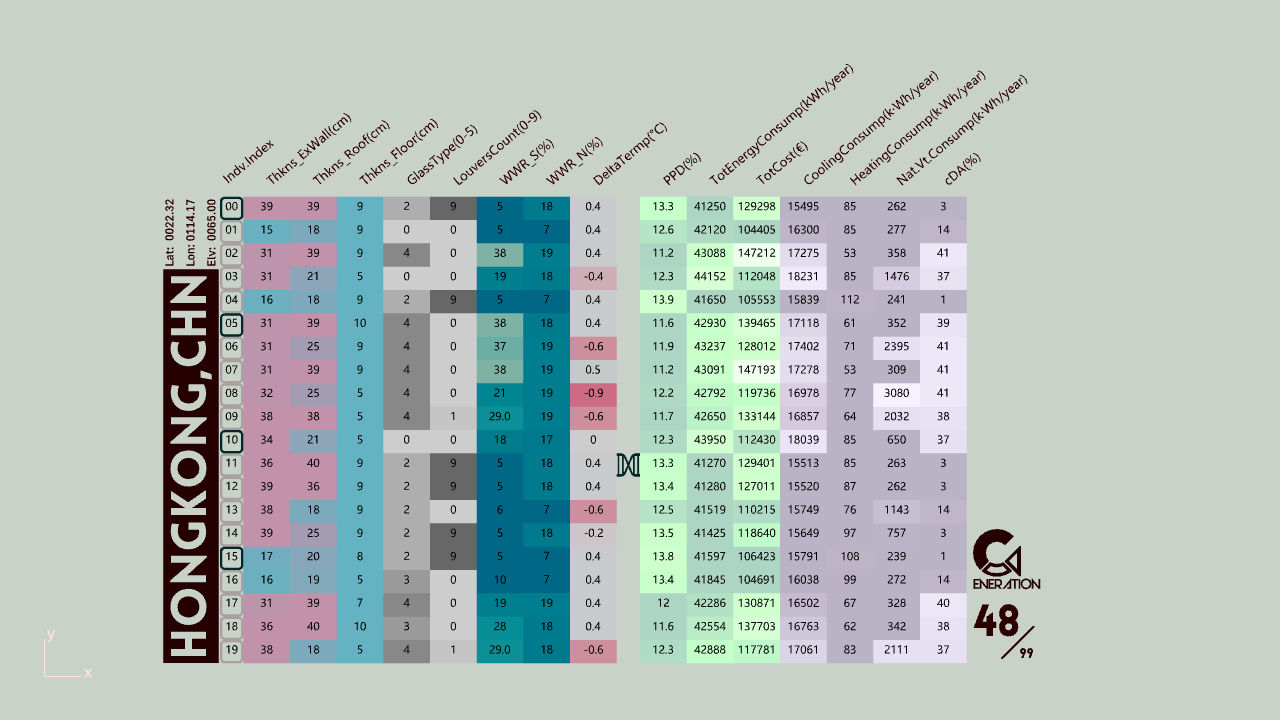 Indv.Index Thkns_ExWall(cm) Thkns_Roof(cm) Thkns_Floor(cm) GlassType(0-5) LouversCount(0-9) WWR_S(%) WWR_N(%) DeltaTermp(°C) PPD(%) TotEnergyConsump(kWh/year) TotCost(€) CoolingConsump(k·Wh/year) HeatingConsump(k·Wh/year) Nat.Vt.Consump(k·Wh/year) cDA(%)
Lat: 0022.32
Lon: 0114.17
Elv: 0065.00
HONGKONG,CHN
00 39 39 9 2 9 5 18 0.4 13.3 41250 129298 15495 85 262 3
01 15 18 9 0 0 5 7 0.4 12.6 42120 104405 16300 85 277 14
02 31 39 9 4 0 38 19 0.4 11.2 43088 147212 17275 53 358 41
03 31 21 5 0 0 19 18 -0.4 12.3 44152 112048 18231 85 1476 37
04 16 18 9 2 9 5 7 0.4 13.9 41650 105553 15839 112 241 1
05 31 39 10 4 0 38 18 0.4 11.6 42930 139465 17118 61 352 39
06 31 25 9 4 0 37 19 -0.6 11.9 43237 128012 17402 71 2395 41
07 31 39 9 4 0 38 19 0.5 11.2 43091 147193 17278 53 309 41
08 32 25 5 4 0 21 19 -0.9 12.2 42792 119736 16978 77 3080 41
09 38 38 5 4 1 29.0 19 -0.6 11.7 42650 133144 16857 64 2032 38
10 34 21 5 0 0 18 17 0 12.3 43950 112430 18039 85 650 37
11 36 40 9 2 9 5 18 0.4 13.3 41270 129401 15513 85 263 3
12 39 36 9 2 9 5 18 0.4 13.4 41280 127011 15520 87 262 3
13 38 18 9 2 0 6 7 -0.6 12.5 41519 110215 15749 76 1143 14
14 39 25 9 2 9 5 18 -0.2 13.5 41425 118640 15649 97 757 3
15 17 20 8 2 9 5 7 0.4 13.8 41597 106423 15791 108 239 1
16 16 19 5 3 0 10 7 0.4 13.4 41845 104691 16038 99 272 14
17 31 39 7 4 0 19 19 0.4 12 42286 130871 16502 67 328 40
18 36 40 10 3 0 28 18 0.4 11.6 42554 137703 16763 62 342 38
19 38 18 5 4 1 29.0 18 -0.6 12.3 42888 117781 17061 83 2111 37
ENERATION
48/99
y
x